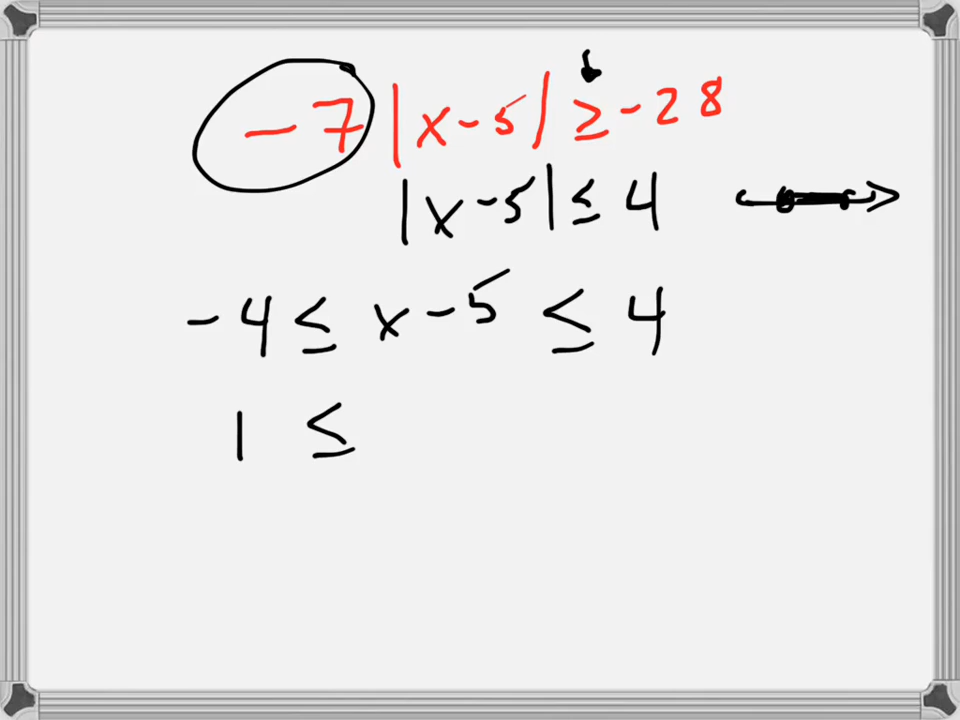 -7|x-5| ≥ -28
|x-5| ≤ 4
-4 ≤ x-5 ≤ 4
1 ≤